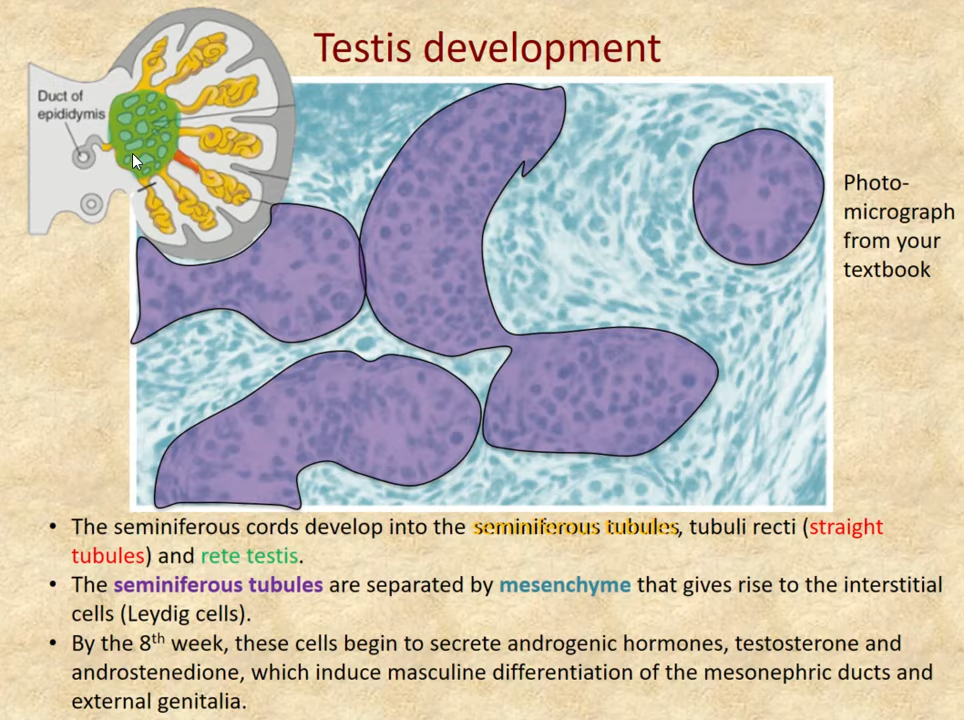 Testis development
Duct of
epididymis
Photo-
micrograph
from your
textbook
• The seminiferous cords develop into the seminiferous tubules, tubuli recti (straight
tubules) and rete testis.
• The seminiferous tubules are separated by mesenchyme that gives rise to the interstitial
cells (Leydig cells).
• By the 8th week, these cells begin to secrete androgenic hormones, testosterone and
androstenedione, which induce masculine differentiation of the mesonephric ducts and
external genitalia.